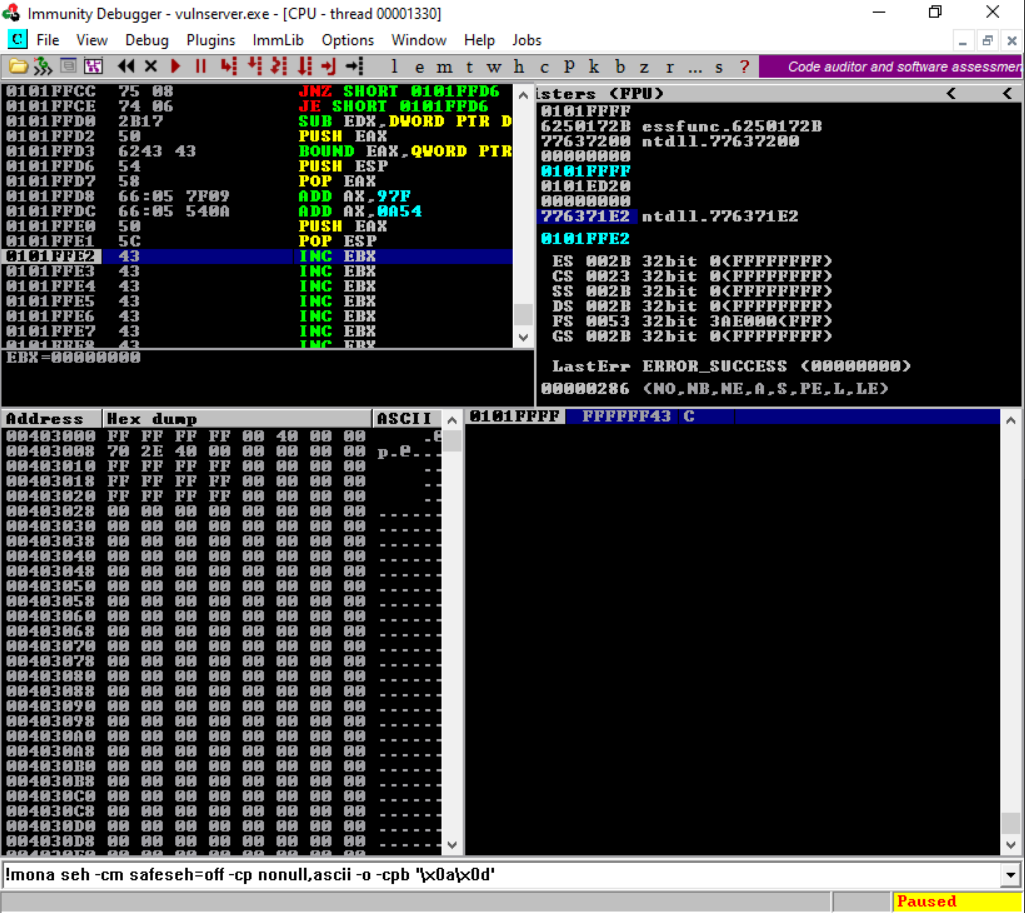 Immunity Debugger - vulnserver.exe - [CPU - thread 00001330]
C File View Debug Plugins ImmLib Options Window Help Jobs
l e m t w h c P k b z r ... s ? Code auditor and software assessmen
0101FFCC 75 08 JNZ SHORT 0101FFD6
0101FFCE 74 06 JE SHORT 0101FFD6
0101FFD0 2B17 SUB EDX,DWORD PTR D
0101FFD2 50 PUSH EAX
0101FFD3 6243 43 BOUND EAX,QWORD PTR
0101FFD6 54 PUSH ESP
0101FFD7 58 POP EAX
0101FFD8 66:05 7F09 ADD AX,97F
0101FFDC 66:05 540A ADD AX,0A54
0101FFE0 50 PUSH EAX
0101FFE1 5C POP ESP
0101FFE2 43 INC EBX
0101FFE3 43 INC EBX
0101FFE4 43 INC EBX
0101FFE5 43 INC EBX
0101FFE6 43 INC EBX
0101FFE7 43 INC EBX
0101FFE8 43 INC EBX
EBX=00000000
isters (FPU) < <
0101FFFF
6250172B essfunc.6250172B
77637200 ntdll.77637200
00000000
0101FFFF
0101ED20
00000000
776371E2 ntdll.776371E2
0101FFE2
ES 002B 32bit 0(FFFFFFFF)
CS 0023 32bit 0(FFFFFFFF)
SS 002B 32bit 0(FFFFFFFF)
DS 002B 32bit 0(FFFFFFFF)
FS 0053 32bit 3AE000(FFF)
GS 002B 32bit 0(FFFFFFFF)
LastErr ERROR_SUCCESS (00000000)
00000286 (NO,NB,NE,A,S,PE,L,LE)
Address Hex dump ASCII
00403000 FF FF FF FF 00 40 00 00 .@
00403008 70 2E 40 00 00 00 00 00 p.@...
00403010 FF FF FF FF 00 00 00 00 ..
00403018 FF FF FF FF 00 00 00 00 ..
00403020 FF FF FF FF 00 00 00 00 ..
00403028 00 00 00 00 00 00 00 00 ......
00403030 00 00 00 00 00 00 00 00 ......
00403038 00 00 00 00 00 00 00 00 ......
00403040 00 00 00 00 00 00 00 00 ......
00403048 00 00 00 00 00 00 00 00 ......
00403050 00 00 00 00 00 00 00 00 ......
00403058 00 00 00 00 00 00 00 00 ......
00403060 00 00 00 00 00 00 00 00 ......
00403068 00 00 00 00 00 00 00 00 ......
00403070 00 00 00 00 00 00 00 00 ......
00403078 00 00 00 00 00 00 00 00 ......
00403080 00 00 00 00 00 00 00 00 ......
00403088 00 00 00 00 00 00 00 00 ......
00403090 00 00 00 00 00 00 00 00 ......
00403098 00 00 00 00 00 00 00 00 ......
004030A0 00 00 00 00 00 00 00 00 ......
004030A8 00 00 00 00 00 00 00 00 ......
004030B0 00 00 00 00 00 00 00 00 ......
004030B8 00 00 00 00 00 00 00 00 ......
004030C0 00 00 00 00 00 00 00 00 ......
004030C8 00 00 00 00 00 00 00 00 ......
004030D0 00 00 00 00 00 00 00 00 ......
004030D8 00 00 00 00 00 00 00 00 ......
0101FFFF FFFFFF43 C
!mona seh -cm safeseh=off -cp nonull,ascii -o -cpb '\x0a\x0d'
Paused